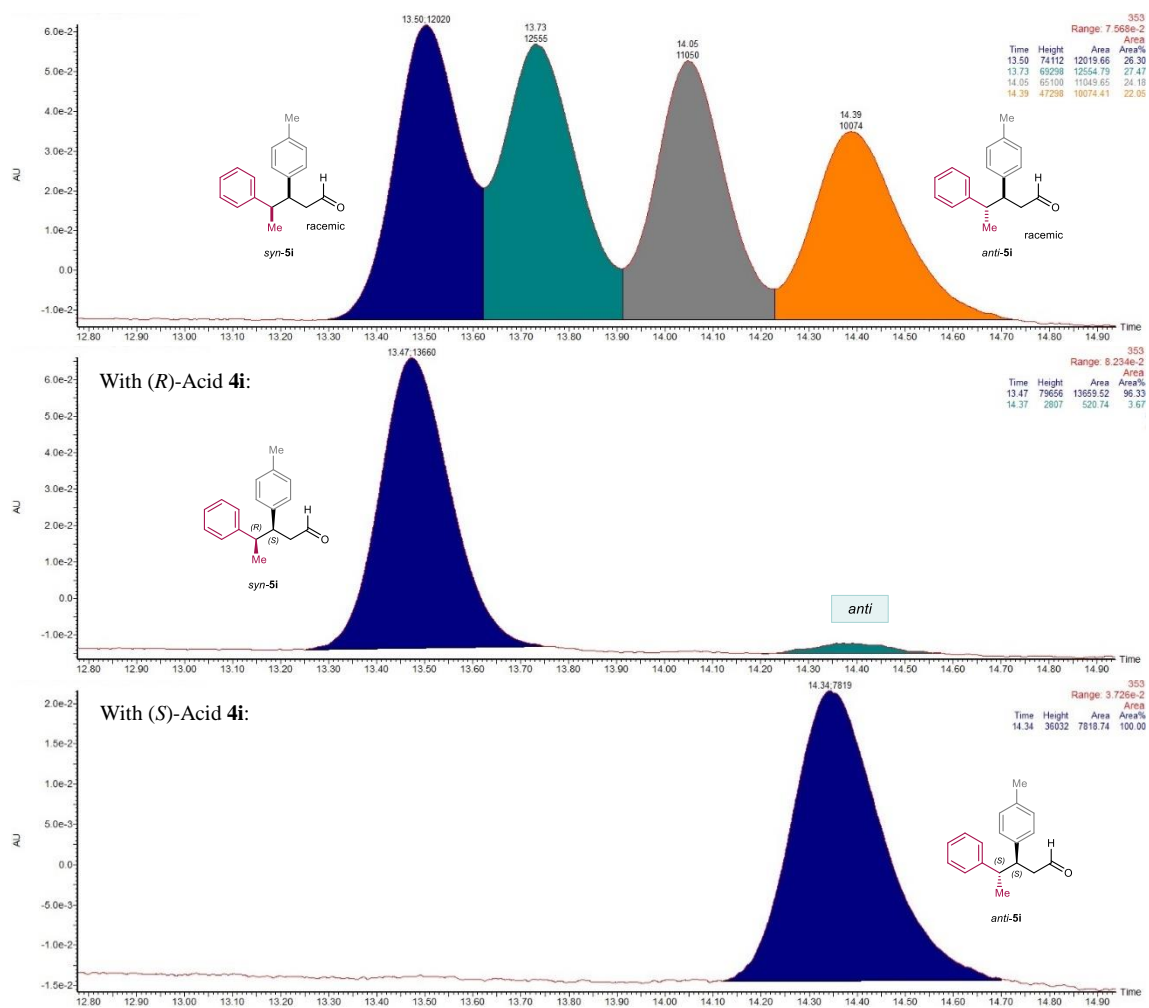 353
Range: 7.568e-2
Area
Time Height Area Area%
13.50 74112 12019.66 26.30
13.73 69298 12554.79 27.47
14.05 65100 11049.65 24.18
14.39 47298 10074.41 22.05
13.50;12020
13.73
12555
14.05
11050
14.39
10074
6.0e-2
5.0e-2
4.0e-2
3.0e-2
2.0e-2
1.0e-2
0.0
-1.0e-2
AU
Me
H
O
Me
racemic
syn-5i
Me
H
O
Me
racemic
anti-5i
12.80 12.90 13.00 13.10 13.20 13.30 13.40 13.50 13.60 13.70 13.80 13.90 14.00 14.10 14.20 14.30 14.40 14.50 14.60 14.70 14.80 14.90
Time
With (R)-Acid 4i:
13.47;13660
353
Range: 8.234e-2
Area
Time Height Area Area%
13.47 79656 13659.52 96.33
14.37 2807 520.74 3.67
6.0e-2
5.0e-2
4.0e-2
3.0e-2
2.0e-2
1.0e-2
0.0
-1.0e-2
AU
Me
H
O
(R)
(S)
Me
syn-5i
anti
12.80 12.90 13.00 13.10 13.20 13.30 13.40 13.50 13.60 13.70 13.80 13.90 14.00 14.10 14.20 14.30 14.40 14.50 14.60 14.70 14.80 14.90
Time
With (S)-Acid 4i:
14.34;7819
353
Range: 3.726e-2
Area
Time Height Area Area%
14.34 36032 7818.74 100.00
2.0e-2
1.5e-2
1.0e-2
5.0e-3
0.0
-5.0e-3
-1.0e-2
-1.5e-2
AU
Me
H
O
(S)
(S)
Me
anti-5i
12.80 12.90 13.00 13.10 13.20 13.30 13.40 13.50 13.60 13.70 13.80 13.90 14.00 14.10 14.20 14.30 14.40 14.50 14.60 14.70 14.80 14.90
Time